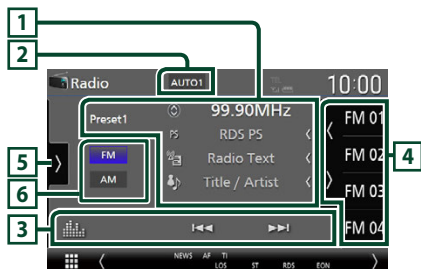 1
2
Radio
AUTO1
10:00
Preset1
99.90MHz
FM 01
PS
RDS PS
FM 02
4
5
FM
Radio Text
6
AM
Title / Artist
FM 03
3
FM 04
NEWS AF TI
LOS ST RDS EON